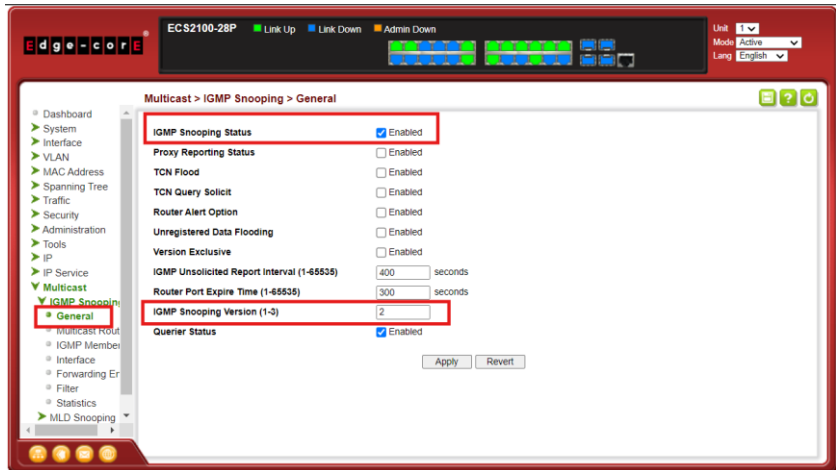 Edge-corE
ECS2100-28P Link Up Link Down Admin Down
Unit 1
Mode Active
Lang English
Multicast > IGMP Snooping > General
?
Dashboard
System
Interface
VLAN
MAC Address
Spanning Tree
Traffic
Security
Administration
Tools
IP
IP Service
Multicast
IGMP Snooping
General
Multicast Rout
IGMP Member
Interface
Forwarding En
Filter
Statistics
MLD Snooping
IGMP Snooping Status Enabled
Proxy Reporting Status Enabled
TCN Flood Enabled
TCN Query Solicit Enabled
Router Alert Option Enabled
Unregistered Data Flooding Enabled
Version Exclusive Enabled
IGMP Unsolicited Report Interval (1-65535) 400 seconds
Router Port Expire Time (1-65535) 300 seconds
IGMP Snooping Version (1-3) 2
Querier Status Enabled
Apply Revert